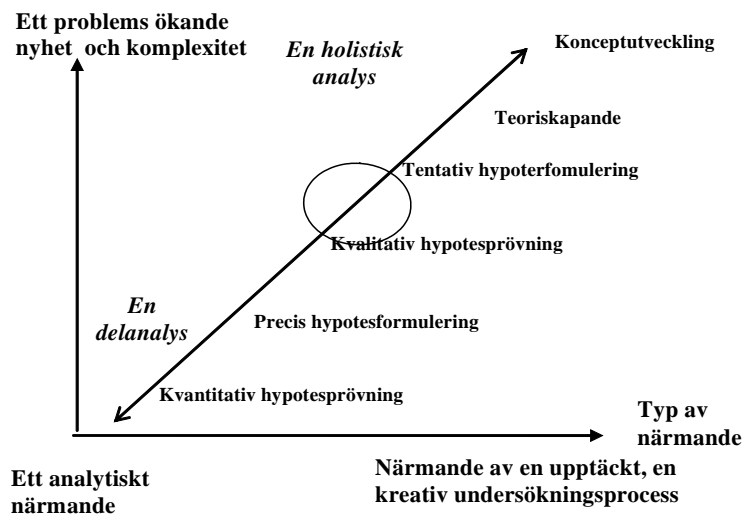 Ett problems ökande
nyhet och komplexitet
En holistisk
analys
Konceptutveckling
Teoriskapande
Tentativ hypoterfomulering
Kvalitativ hypotesprövning
En
delanalys
Precis hypotesformulering
Kvantitativ hypotesprövning
Typ av
närmande
Ett analytiskt
närmande
Närmande av en upptäckt, en
kreativ undersökningsprocess